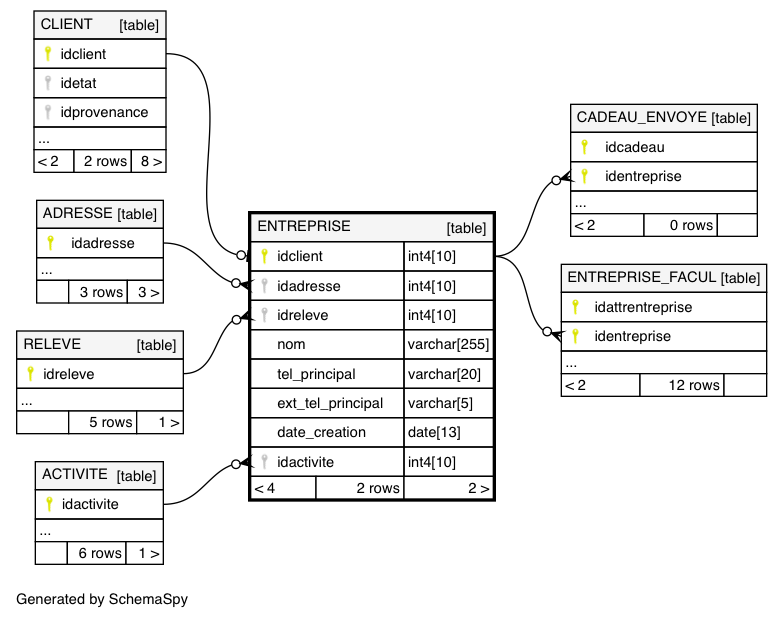 CLIENT [table]
idclient
idetat
idprovenance
...
< 2 2 rows 8 >
ADRESSE [table]
idadresse
...
3 rows 3 >
RELEVE [table]
idreleve
...
5 rows 1 >
ACTIVITE [table]
idactivite
...
6 rows 1 >
ENTREPRISE [table]
idclient int4[10]
idadresse int4[10]
idreleve int4[10]
nom varchar[255]
tel_principal varchar[20]
ext_tel_principal varchar[5]
date_creation date[13]
idactivite int4[10]
< 4 2 rows 2 >
CADEAU_ENVOYE [table]
idcadeau
identreprise
...
< 2 0 rows
ENTREPRISE_FACUL [table]
idattrentreprise
identreprise
...
< 2 12 rows
Generated by SchemaSpy